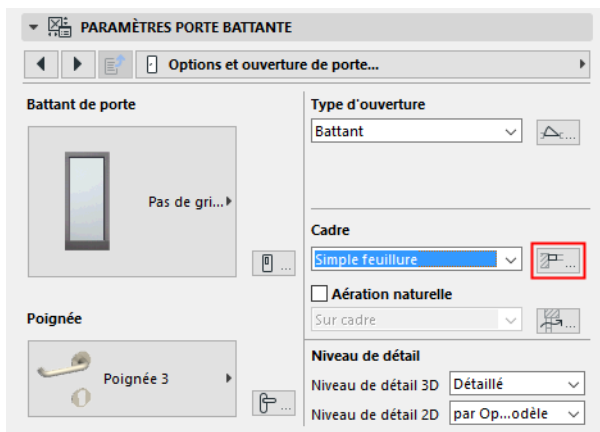 PARAMÈTRES PORTE BATTANTE
Options et ouverture de porte...
Battant de porte
Pas de gri...
...
Poignée
Poignée 3
...
Type d'ouverture
Battant
...
Cadre
Simple feuillure
...
Aération naturelle
Sur cadre
...
Niveau de détail
Niveau de détail 3D Détaillé
Niveau de détail 2D par Op...odèle